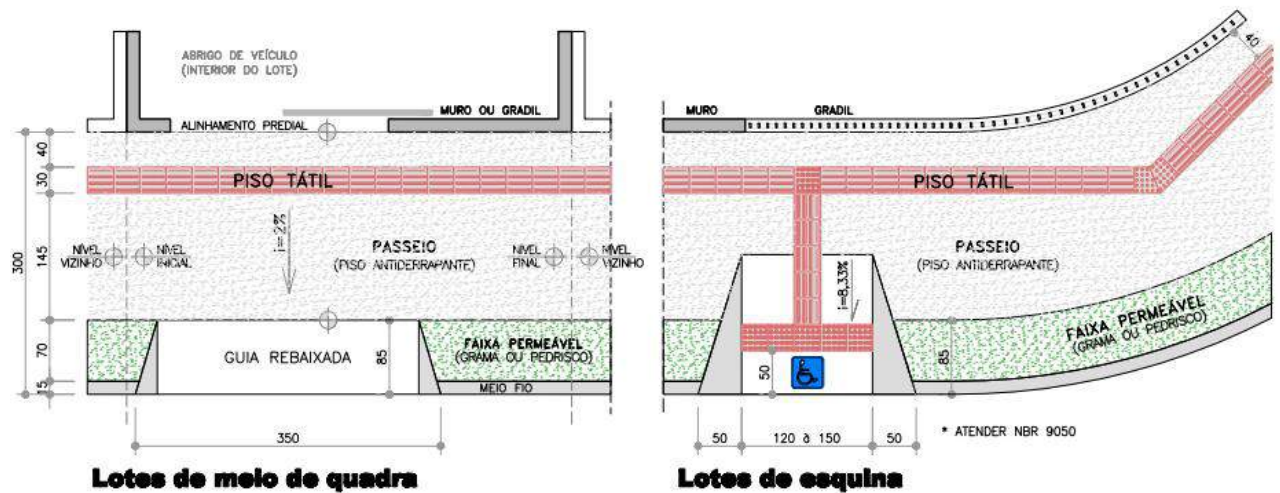 ABRIGO DE VEÍCULO
(INTERIOR DO LOTE)
MURO OU GRADIL
ALINHAMENTO PREDIAL
40
30
PISO TÁTIL
300
145
i=2%
NÍVEL
VIZINHO
NÍVEL
INICIAL
PASSEIO
(PISO ANTIDERRAPANTE)
NÍVEL
FINAL
NÍVEL
VIZINHO
70
15
GUIA REBAIXADA
85
FAIXA PERMEÁVEL
(GRAMA OU PEDRISCO)
MEIO FIO
350
Lotes de meio de quadra
MURO
GRADIL
40
PISO TÁTIL
PASSEIO
(PISO ANTIDERRAPANTE)
i=8,33%
FAIXA PERMEÁVEL
(GRAMA OU PEDRISCO)
50
85
50
120 à 150
50
* ATENDER NBR 9050
Lotes de esquina